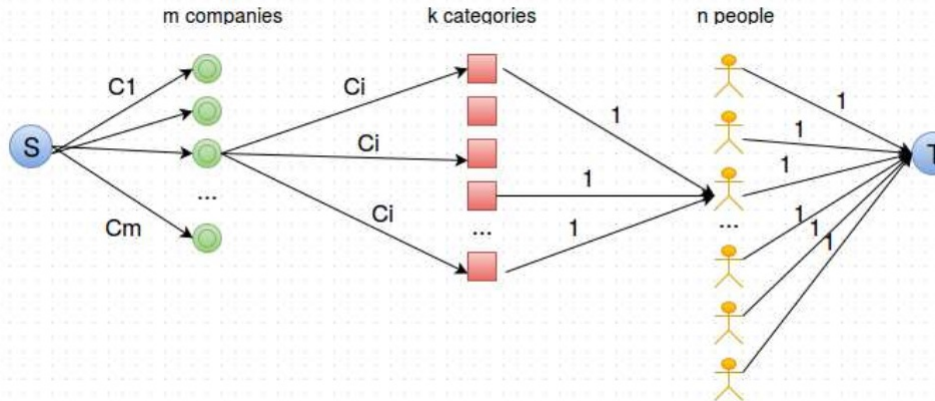 m companies k categories n people
C1 Ci 1 1
S Ci 1 1 T
... Ci 1 ... 1
Cm ... 1 1
1